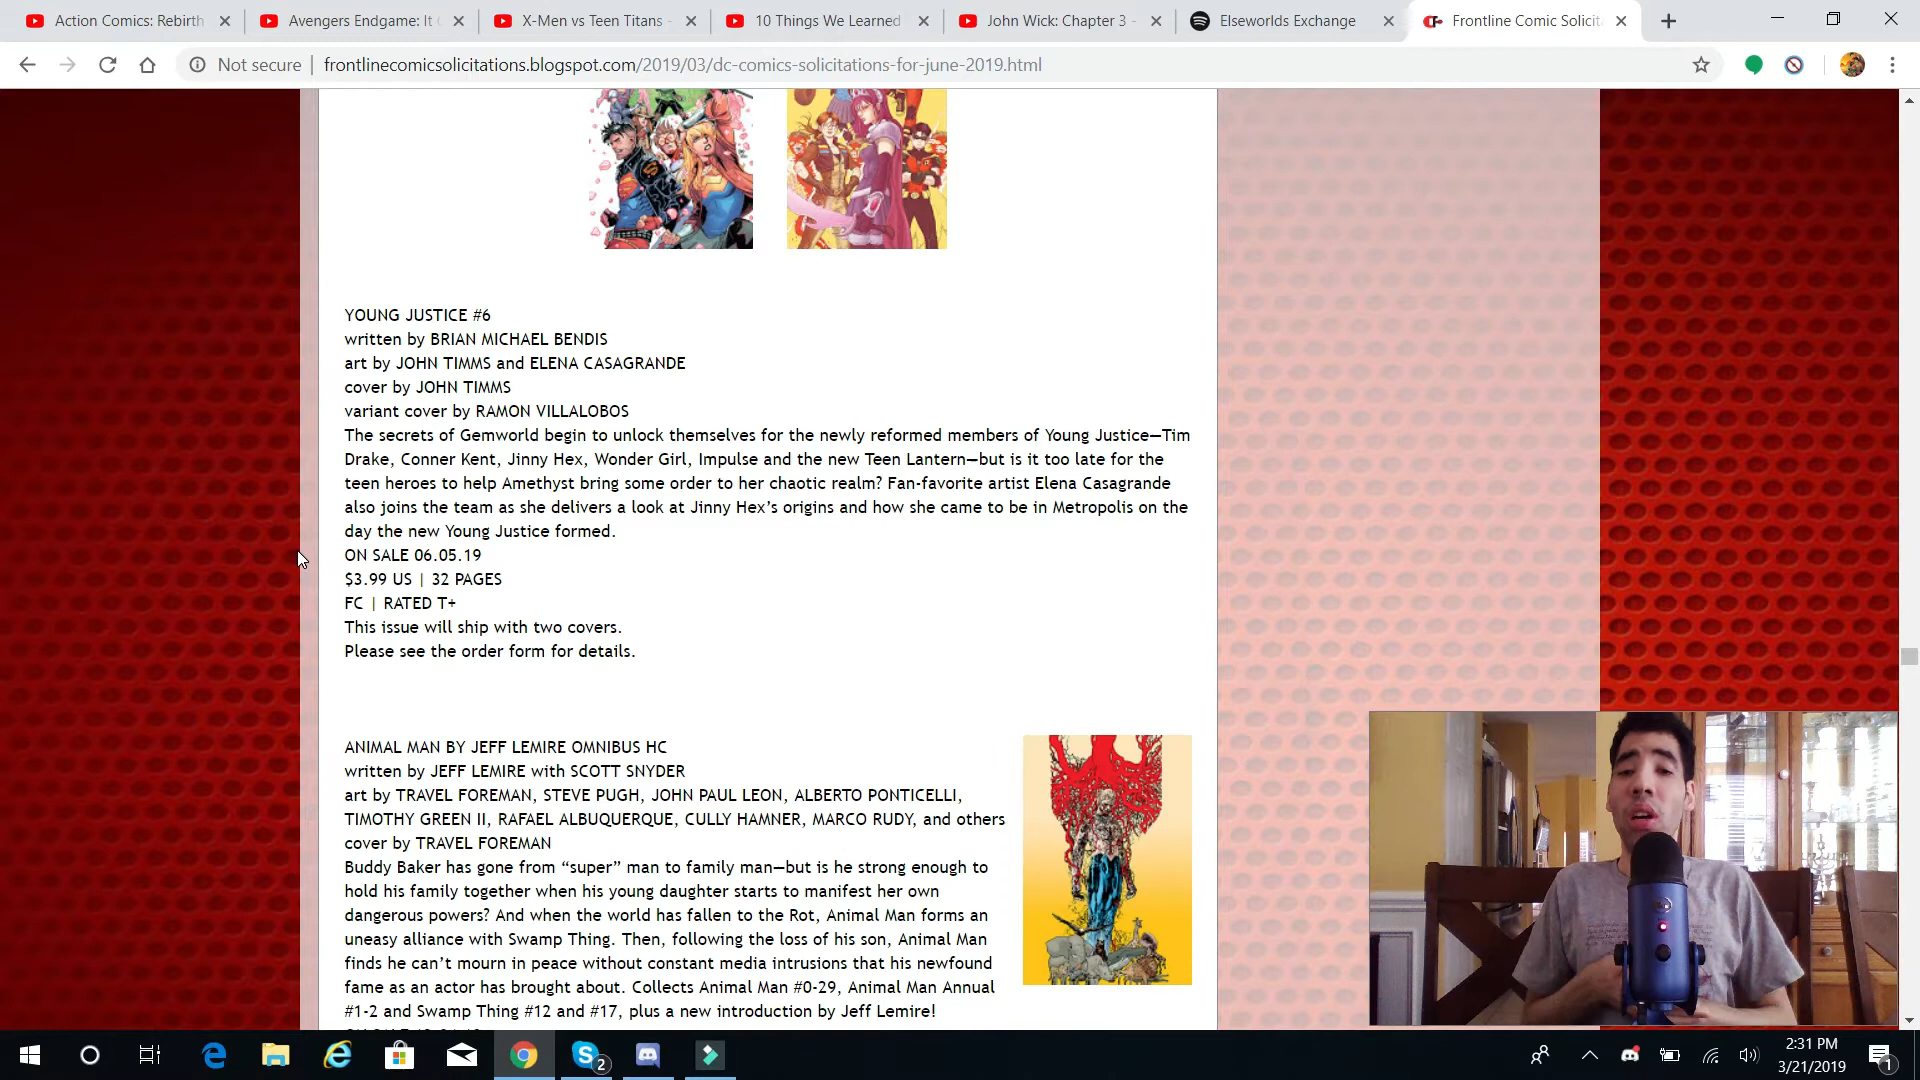 Action Comics: Rebirth
Avengers Endgame: It
X-Men vs Teen Titans -
10 Things We Learned
John Wick: Chapter 3 -
Elseworlds Exchange
Frontline Comic Solicit
Not secure
frontlinecomicsolicitations.blogspot.com/2019/03/dc-comics-solicitations-for-june-2019.html
YOUNG JUSTICE #6
written by BRIAN MICHAEL BENDIS
art by JOHN TIMMS and ELENA CASAGRANDE
cover by JOHN TIMMS
variant cover by RAMON VILLALOBOS
The secrets of Gemworld begin to unlock themselves for the newly reformed members of Young Justice—Tim
Drake, Conner Kent, Jinny Hex, Wonder Girl, Impulse and the new Teen Lantern—but is it too late for the
teen heroes to help Amethyst bring some order to her chaotic realm? Fan-favorite artist Elena Casagrande
also joins the team as she delivers a look at Jinny Hex’s origins and how she came to be in Metropolis on the
day the new Young Justice formed.
ON SALE 06.05.19
$3.99 US | 32 PAGES
FC | RATED T+
This issue will ship with two covers.
Please see the order form for details.
ANIMAL MAN BY JEFF LEMIRE OMNIBUS HC
written by JEFF LEMIRE with SCOTT SNYDER
art by TRAVEL FOREMAN, STEVE PUGH, JOHN PAUL LEON, ALBERTO PONTICELLI,
TIMOTHY GREEN II, RAFAEL ALBUQUERQUE, CULLY HAMNER, MARCO RUDY, and others
cover by TRAVEL FOREMAN
Buddy Baker has gone from “super” man to family man—but is he strong enough to
hold his family together when his young daughter starts to manifest her own
dangerous powers? And when the world has fallen to the Rot, Animal Man forms an
uneasy alliance with Swamp Thing. Then, following the loss of his son, Animal Man
finds he can’t mourn in peace without constant media intrusions that his newfound
fame as an actor has brought about. Collects Animal Man #0-29, Animal Man Annual
#1-2 and Swamp Thing #12 and #17, plus a new introduction by Jeff Lemire!
2
2:31 PM
3/21/2019
1